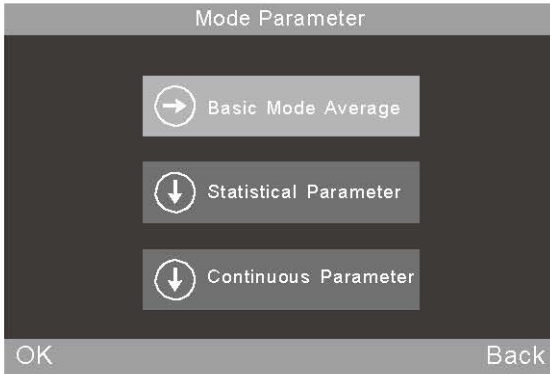 Mode Parameter
Basic Mode Average
Statistical Parameter
Continuous Parameter
OK Back